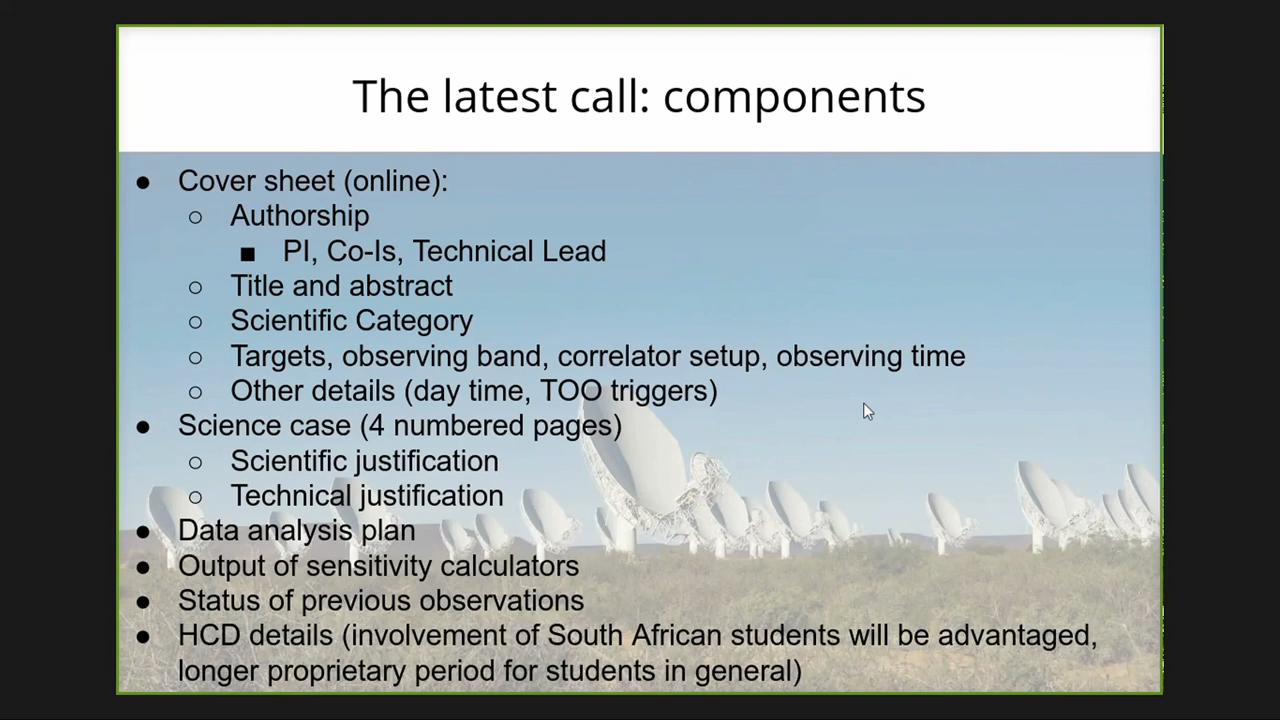 The latest call: components
● Cover sheet (online):
○ Authorship
■ PI, Co-Is, Technical Lead
○ Title and abstract
○ Scientific Category
○ Targets, observing band, correlator setup, observing time
○ Other details (day time, TOO triggers)
● Science case (4 numbered pages)
○ Scientific justification
○ Technical justification
● Data analysis plan
● Output of sensitivity calculators
● Status of previous observations
● HCD details (involvement of South African students will be advantaged,
longer proprietary period for students in general)